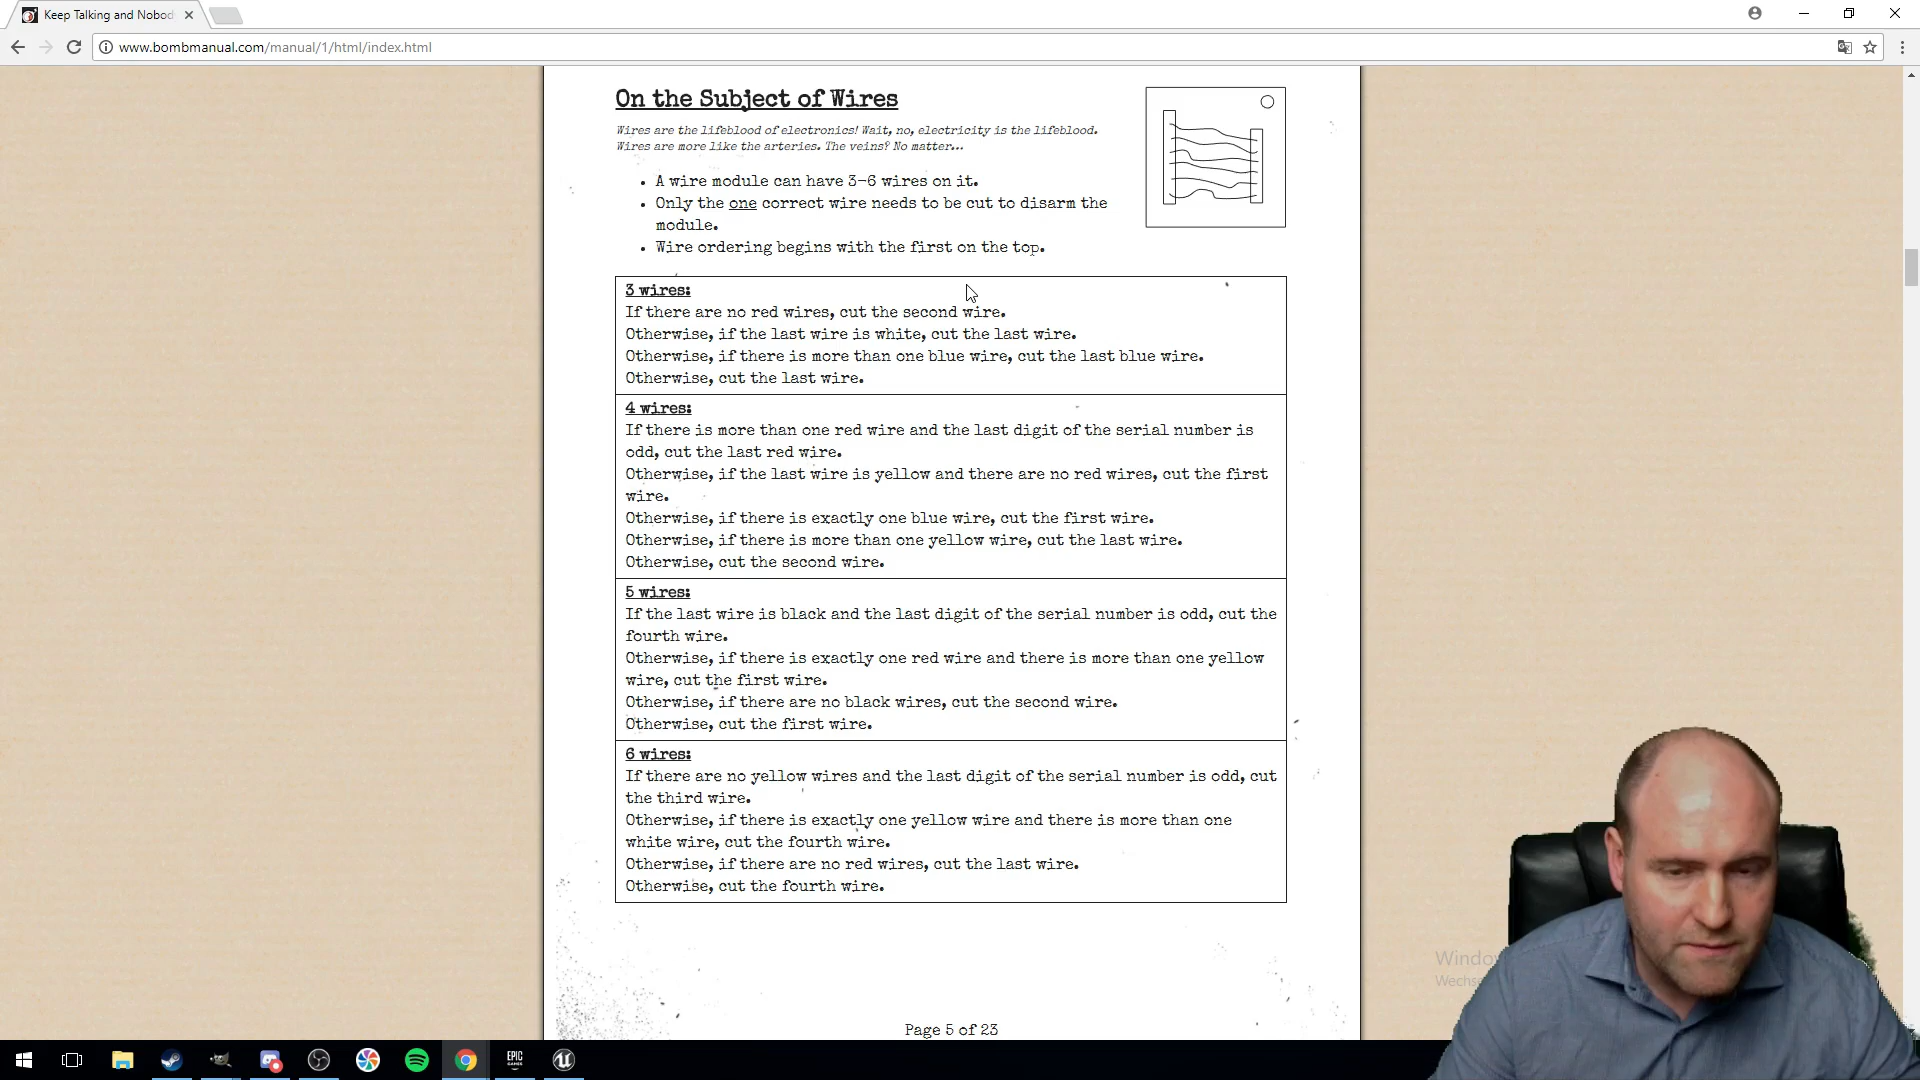 Keep Talking and Nobod
www.bombmanual.com/manual/1/html/index.html
On the Subject of Wires
Wires are the lifeblood of electronics! Wait, no, electricity is the lifeblood.
Wires are more like the arteries. The veins? No matter…
• A wire module can have 3-6 wires on it.
• Only the one correct wire needs to be cut to disarm the
module.
• Wire ordering begins with the first on the top.
3 wires:
If there are no red wires, cut the second wire.
Otherwise, if the last wire is white, cut the last wire.
Otherwise, if there is more than one blue wire, cut the last blue wire.
Otherwise, cut the last wire.
4 wires:
If there is more than one red wire and the last digit of the serial number is
odd, cut the last red wire.
Otherwise, if the last wire is yellow and there are no red wires, cut the first
wire.
Otherwise, if there is exactly one blue wire, cut the first wire.
Otherwise, if there is more than one yellow wire, cut the last wire.
Otherwise, cut the second wire.
5 wires:
If the last wire is black and the last digit of the serial number is odd, cut the
fourth wire.
Otherwise, if there is exactly one red wire and there is more than one yellow
wire, cut the first wire.
Otherwise, if there are no black wires, cut the second wire.
Otherwise, cut the first wire.
6 wires:
If there are no yellow wires and the last digit of the serial number is odd, cut
the third wire.
Otherwise, if there is exactly one yellow wire and there is more than one
white wire, cut the fourth wire.
Otherwise, if there are no red wires, cut the last wire.
Otherwise, cut the fourth wire.
Page 5 of 23
Windo
Wechs
EPIC
GAMES